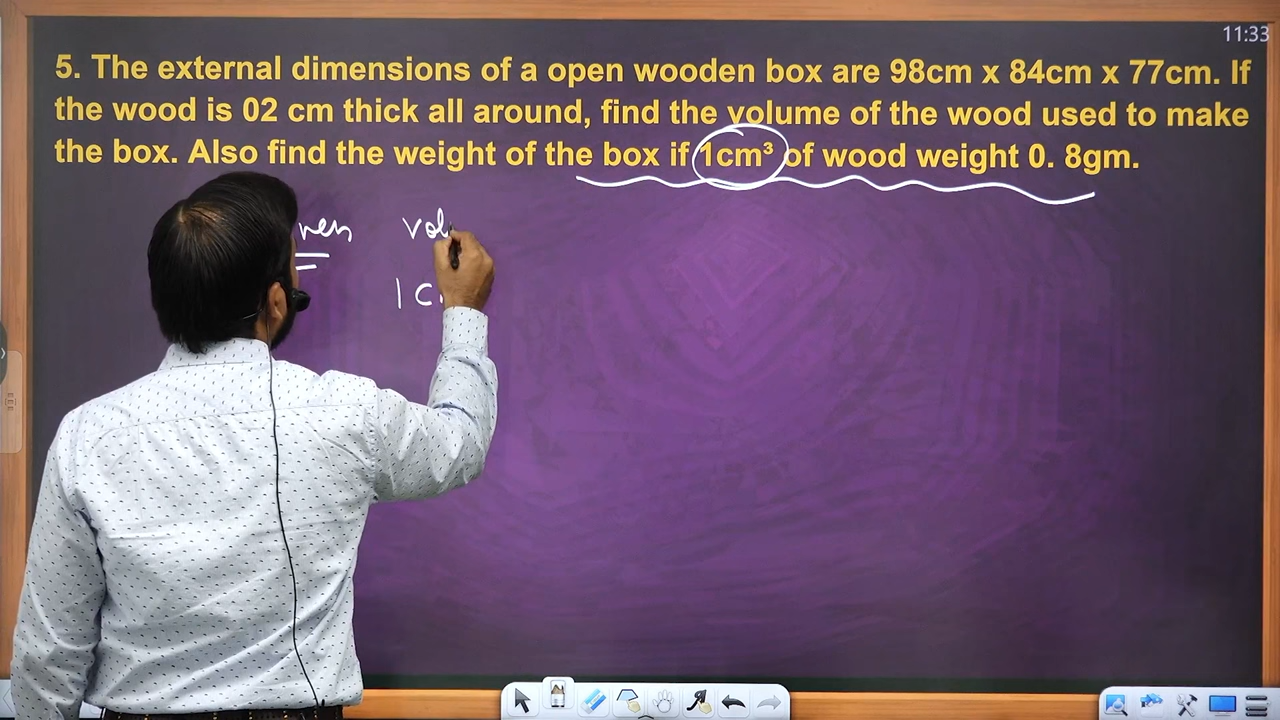 11:33
5. The external dimensions of a open wooden box are 98cm x 84cm x 77cm. If
the wood is 02 cm thick all around, find the volume of the wood used to make
the box. Also find the weight of the box if 1cm³ of wood weight 0. 8gm.
vol
1 c